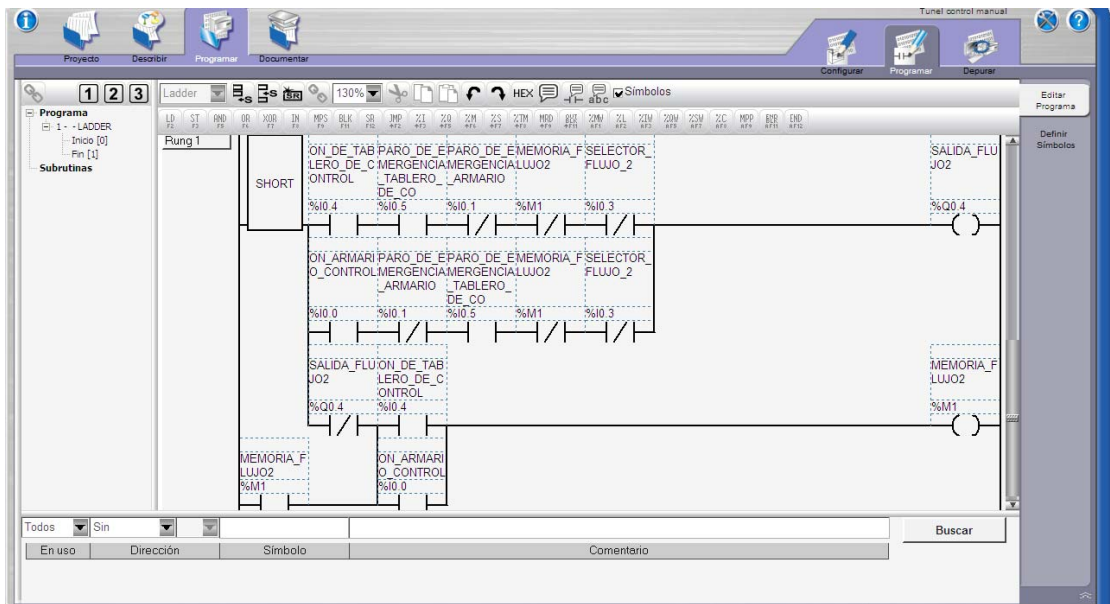 Tunel control manual
Proyecto Describir Programar Documentar
Configurar Programar Depurar
1 2 3 Ladder 130% HEX abc Símbolos
Editar
Programa
Definir
Símbolos
Programa
1 - - LADDER
Inicio [0]
Fin [1]
Subrutinas
LD ST AND OR XOR IN MPS BLK SR JMP %I %Q %M %S %TM MRD %MW %L %IW %QW %SW %C MPP END
Rung 1
SHORT
ON_DE_TAB
LERO_DE_C
ONTROL
%I0.4
PARO_DE_E
MERGENCIA
_TABLERO_
DE_CO
%I0.5
PARO_DE_E
MERGENCIA
_ARMARIO
%I0.1
MEMORIA_F
LUJO2
%M1
SELECTOR_
FLUJO_2
%I0.3
SALIDA_FLU
JO2
%Q0.4
ON_ARMARI
O_CONTROL
%I0.0
PARO_DE_E
MERGENCIA
_ARMARIO
%I0.1
PARO_DE_E
MERGENCIA
_TABLERO_
DE_CO
%I0.5
MEMORIA_F
LUJO2
%M1
SELECTOR_
FLUJO_2
%I0.3
SALIDA_FLU
JO2
%Q0.4
ON_DE_TAB
LERO_DE_C
ONTROL
%I0.4
MEMORIA_F
LUJO2
%M1
MEMORIA_F
LUJO2
%M1
ON_ARMARI
O_CONTROL
%I0.0
Todos Sin Buscar
En uso Dirección Símbolo Comentario